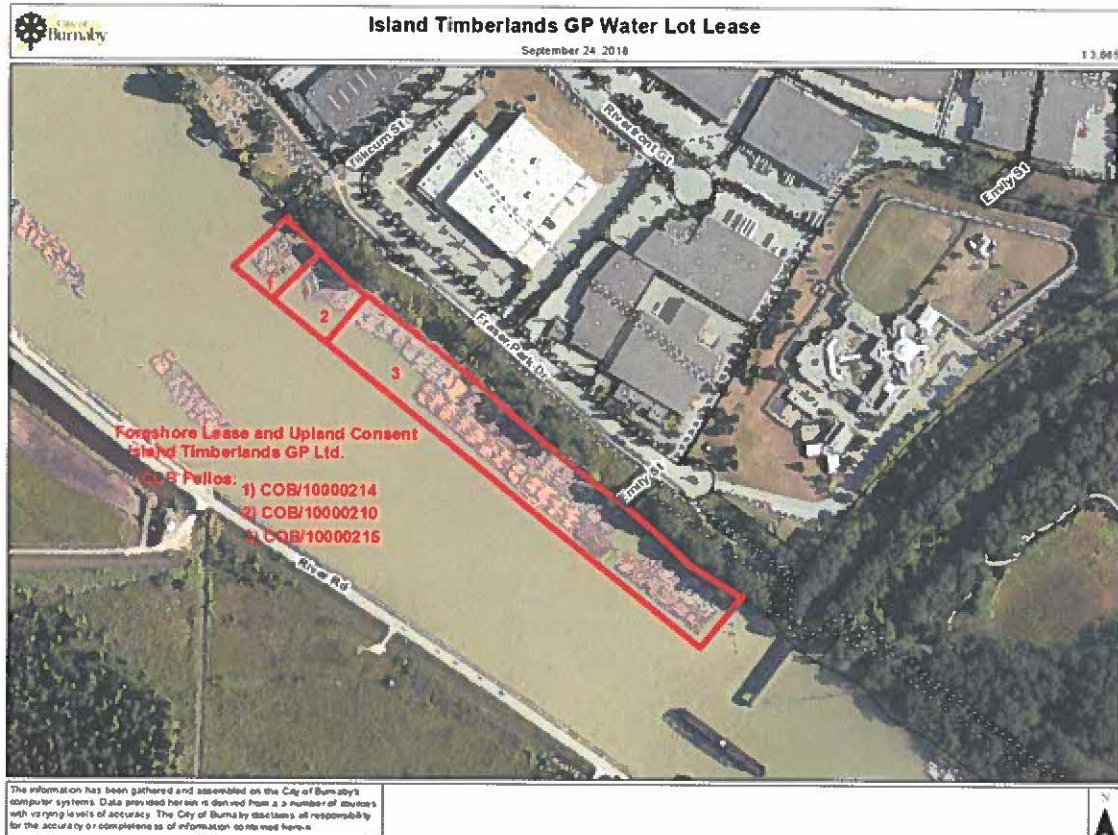 City of
Burnaby
Island Timberlands GP Water Lot Lease
September 24, 2018
Tillicum St.
Riverfront Ct.
Emily St
Fraser Park Dr.
Emily St
1
2
3
Foreshore Lease and Upland Consent
Island Timberlands GP Ltd.
Folios:
1) COB/10000214
2) COB/10000210
3) COB/10000215
River Rd
The information has been gathered and assembled on the City of Burnaby's
computer systems. Data provided herein is derived from a a number of sources
with varying levels of accuracy. The City of Burnaby disclaims all responsibility
for the accuracy or completeness of information contained herein.
N